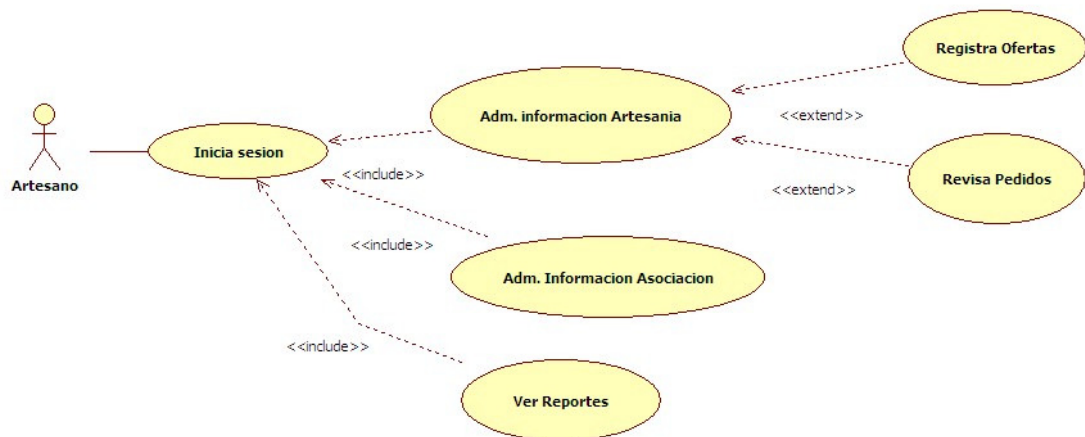 Registra Ofertas
Adm. informacion Artesania
<<extend>>
Inicia sesion
<<include>>
Artesano
<<extend>>
Revisa Pedidos
<<include>>
Adm. Información Asociacion
<<include>>
Ver Reportes